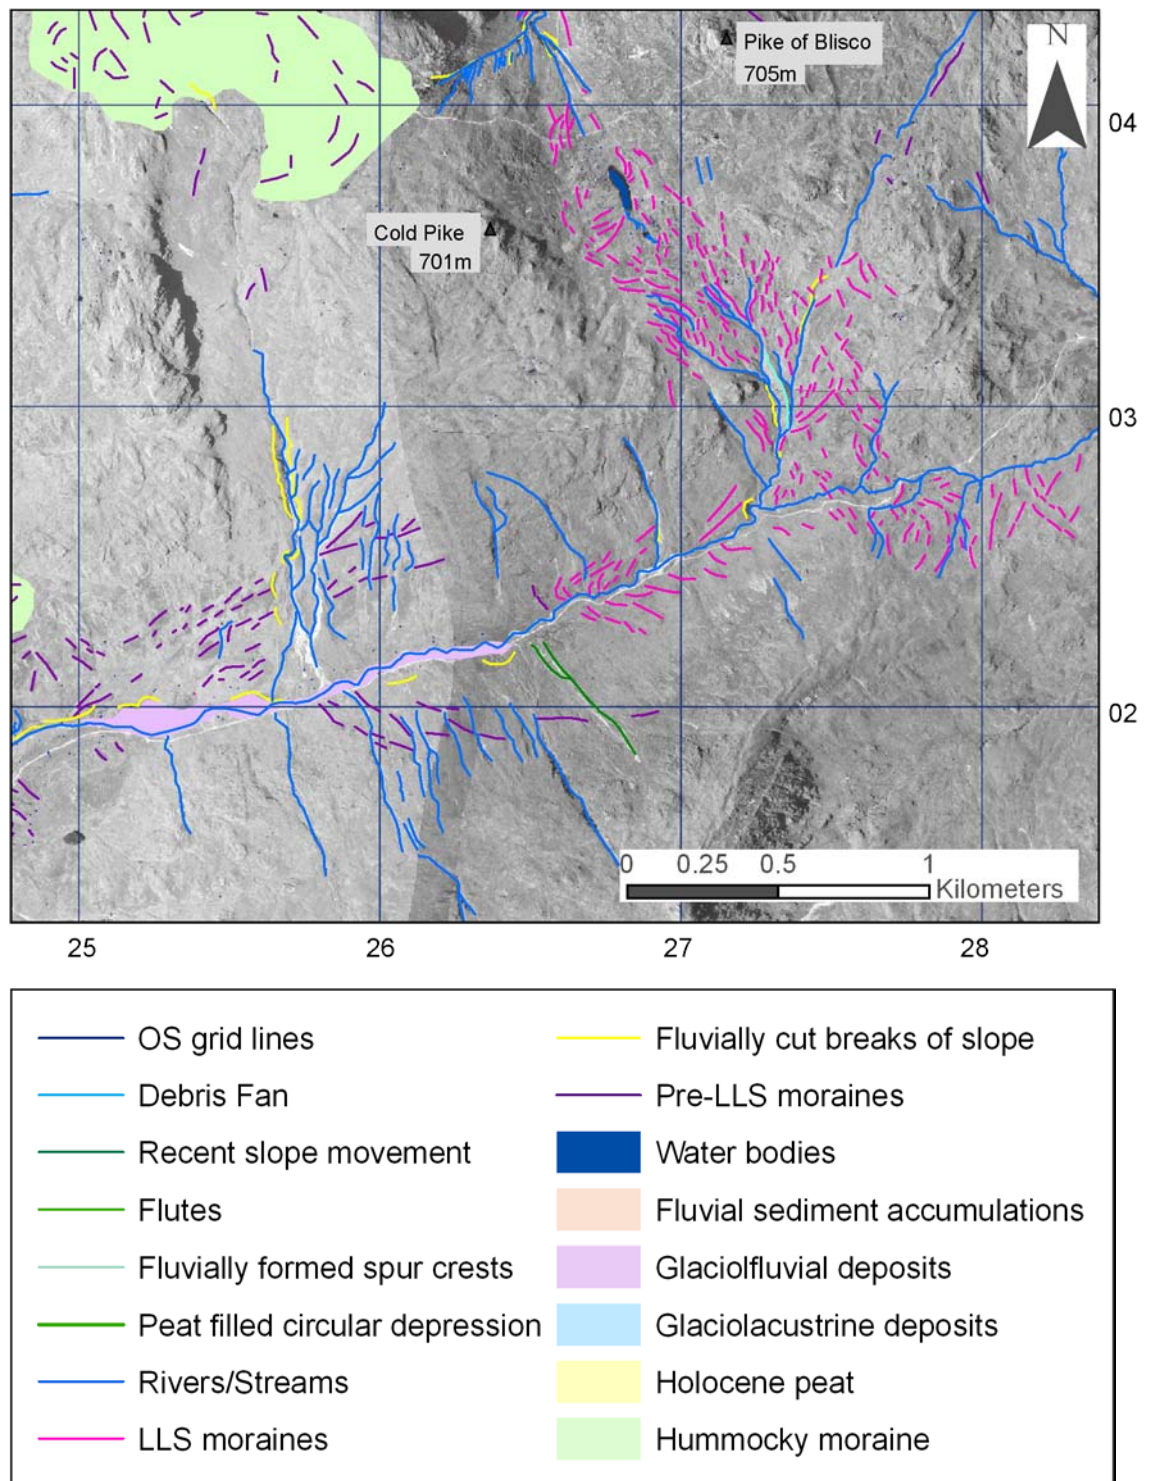 N
Pike of Blisco
705m
04
Cold Pike
701m
03
02
0 0.25 0.5 1
Kilometers
25 26 27 28
OS grid lines
Debris Fan
Recent slope movement
Flutes
Fluvially formed spur crests
Peat filled circular depression
Rivers/Streams
LLS moraines
Fluvially cut breaks of slope
Pre-LLS moraines
Water bodies
Fluvial sediment accumulations
Glaciolfluvial deposits
Glaciolacustrine deposits
Holocene peat
Hummocky moraine